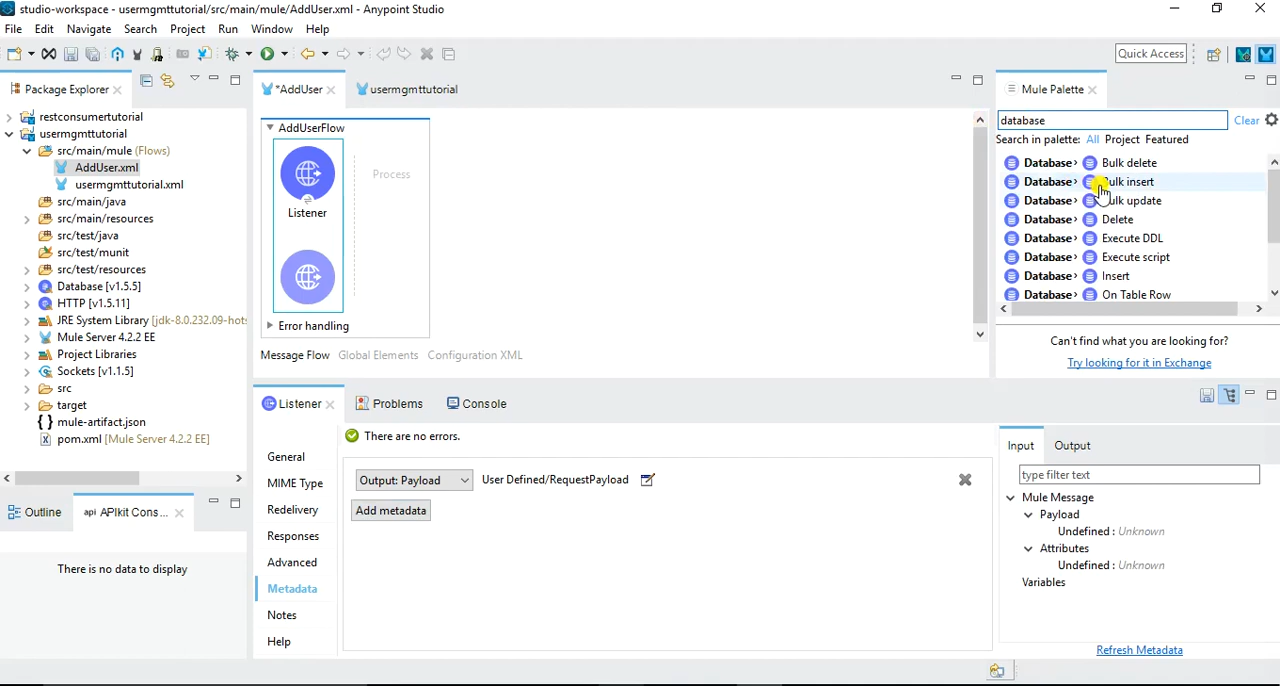 studio-workspace - usermgmttutorial/src/main/mule/AddUser.xml - Anypoint Studio
File Edit Navigate Search Project Run Window Help
Quick Access
Package Explorer
restconsumertutorial
usermgmttutorial
src/main/mule (Flows)
AddUser.xml
usermgmttutorial.xml
src/main/java
src/main/resources
src/test/java
src/test/munit
src/test/resources
Database [v1.5.5]
HTTP [v1.5.11]
JRE System Library [jdk-8.0.232.09-hots
Mule Server 4.2.2 EE
Project Libraries
Sockets [v1.1.5]
src
target
mule-artifact.json
pom.xml [Mule Server 4.2.2 EE]
Outline api APIkit Cons...
There is no data to display
*AddUser usermgmttutorial
AddUserFlow
Process
Listener
Error handling
Message Flow Global Elements Configuration XML
Mule Palette
database Clear
Search in palette: All Project Featured
Database › Bulk delete
Database › Bulk insert
Database › Bulk update
Database › Delete
Database › Execute DDL
Database › Execute script
Database › Insert
Database › On Table Row
Can't find what you are looking for?
Try looking for it in Exchange
Listener Problems Console
There are no errors.
General
MIME Type
Redelivery
Responses
Advanced
Metadata
Notes
Help
Output: Payload User Defined/RequestPayload
Add metadata
Input Output
type filter text
Mule Message
Payload
Undefined : Unknown
Attributes
Undefined : Unknown
Variables
Refresh Metadata